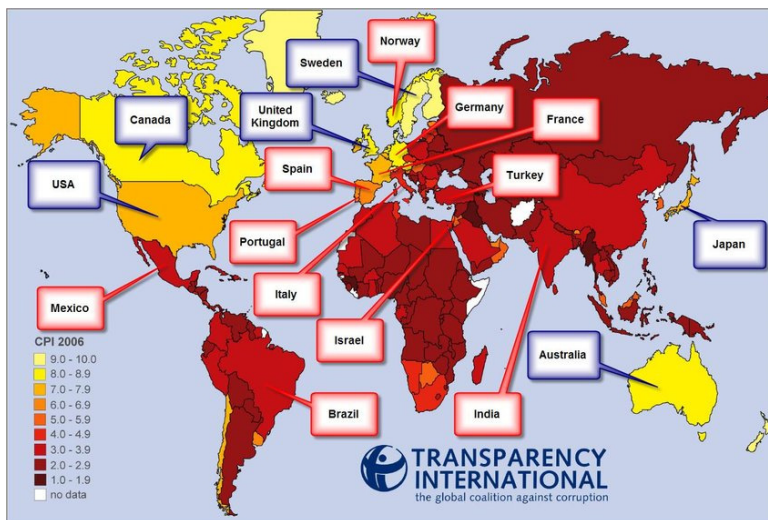 Norway
Sweden
Germany
United
Kingdom
France
Canada
Spain
Turkey
USA
Portugal
Japan
Italy
Mexico
Israel
Australia
CPI 2006
9.0 - 10.0
8.0 - 8.9
7.0 - 7.9
6.0 - 6.9
5.0 - 5.9
4.0 - 4.9
3.0 - 3.9
2.0 - 2.9
1.0 - 1.9
no data
Brazil
India
TRANSPARENCY
INTERNATIONAL
the global coalition against corruption